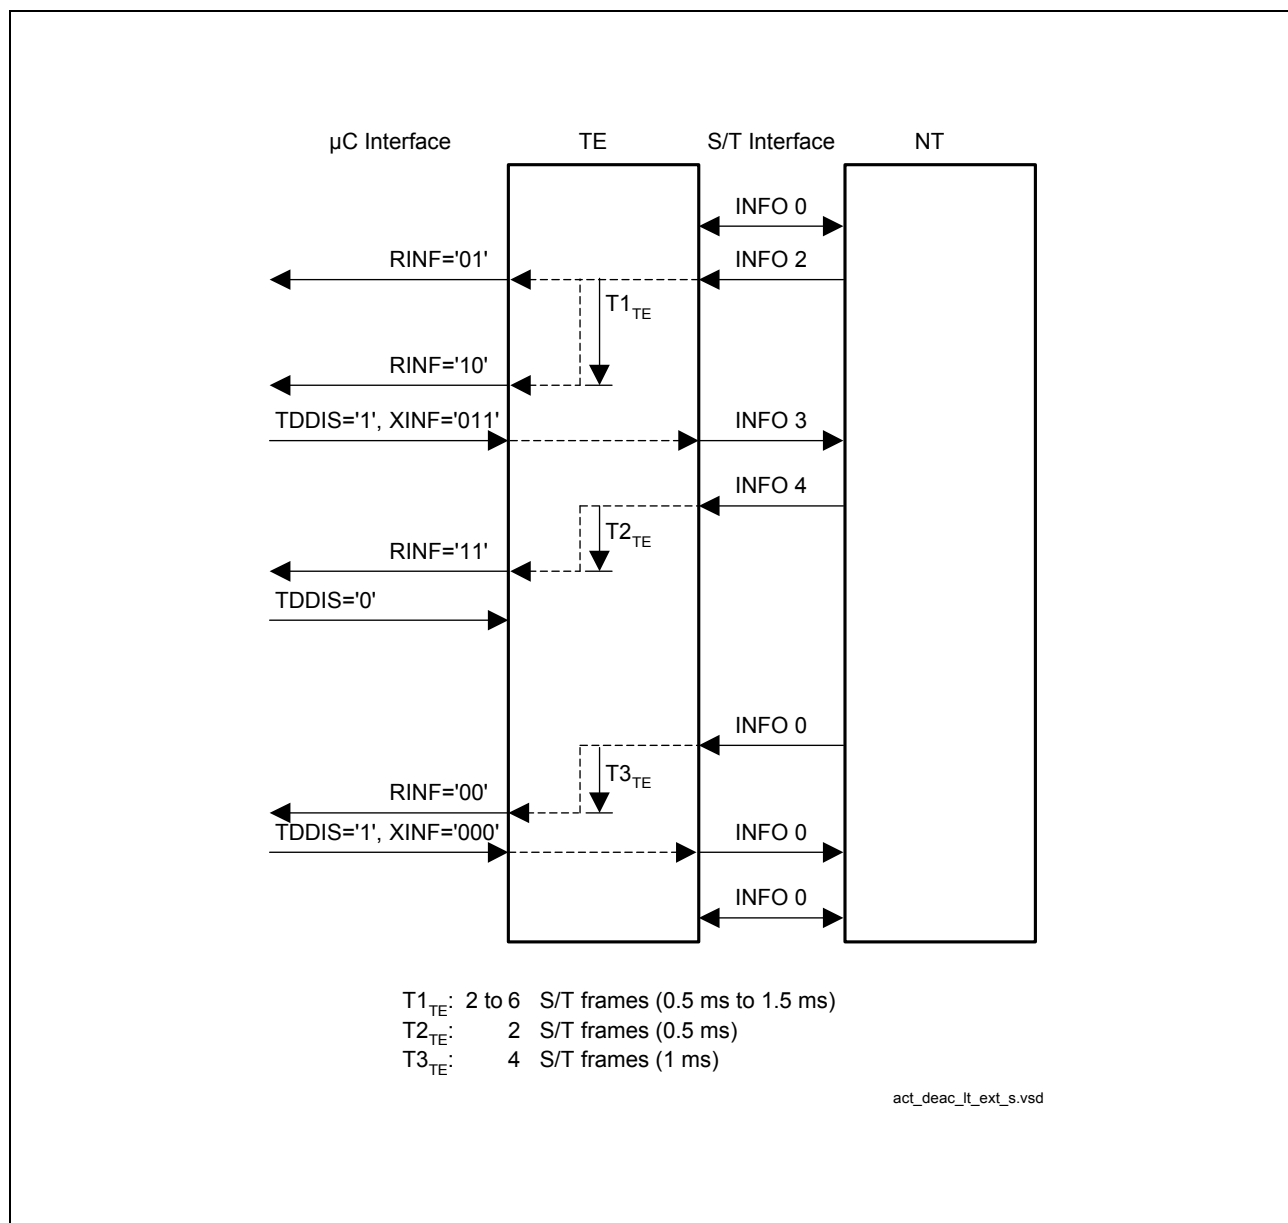 µC Interface TE S/T Interface NT
INFO 0
RINF='01' INFO 2
T1TE
RINF='10'
TDDIS='1', XINF='011' INFO 3
INFO 4
T2TE
RINF='11'
TDDIS='0'
INFO 0
T3TE
RINF='00'
TDDIS='1', XINF='000' INFO 0
INFO 0
T1TE: 2 to 6 S/T frames (0.5 ms to 1.5 ms)
T2TE: 2 S/T frames (0.5 ms)
T3TE: 4 S/T frames (1 ms)
act_deac_lt_ext_s.vsd